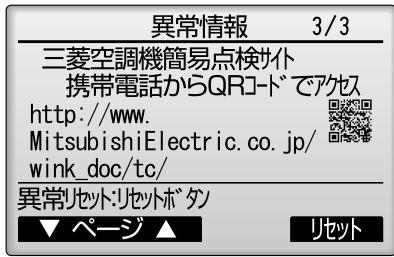 異常情報 3/3
三菱空調機簡易点検ｻｲﾄ
携帯電話からQRｺｰﾄﾞでｱｸｾｽ
http://www.
MitsubishiElectric.co.jp/
wink_doc/tc/
異常ﾘｾｯﾄ:ﾘｾｯﾄﾎﾞﾀﾝ
▼ ページ ▲ ﾘｾｯﾄ